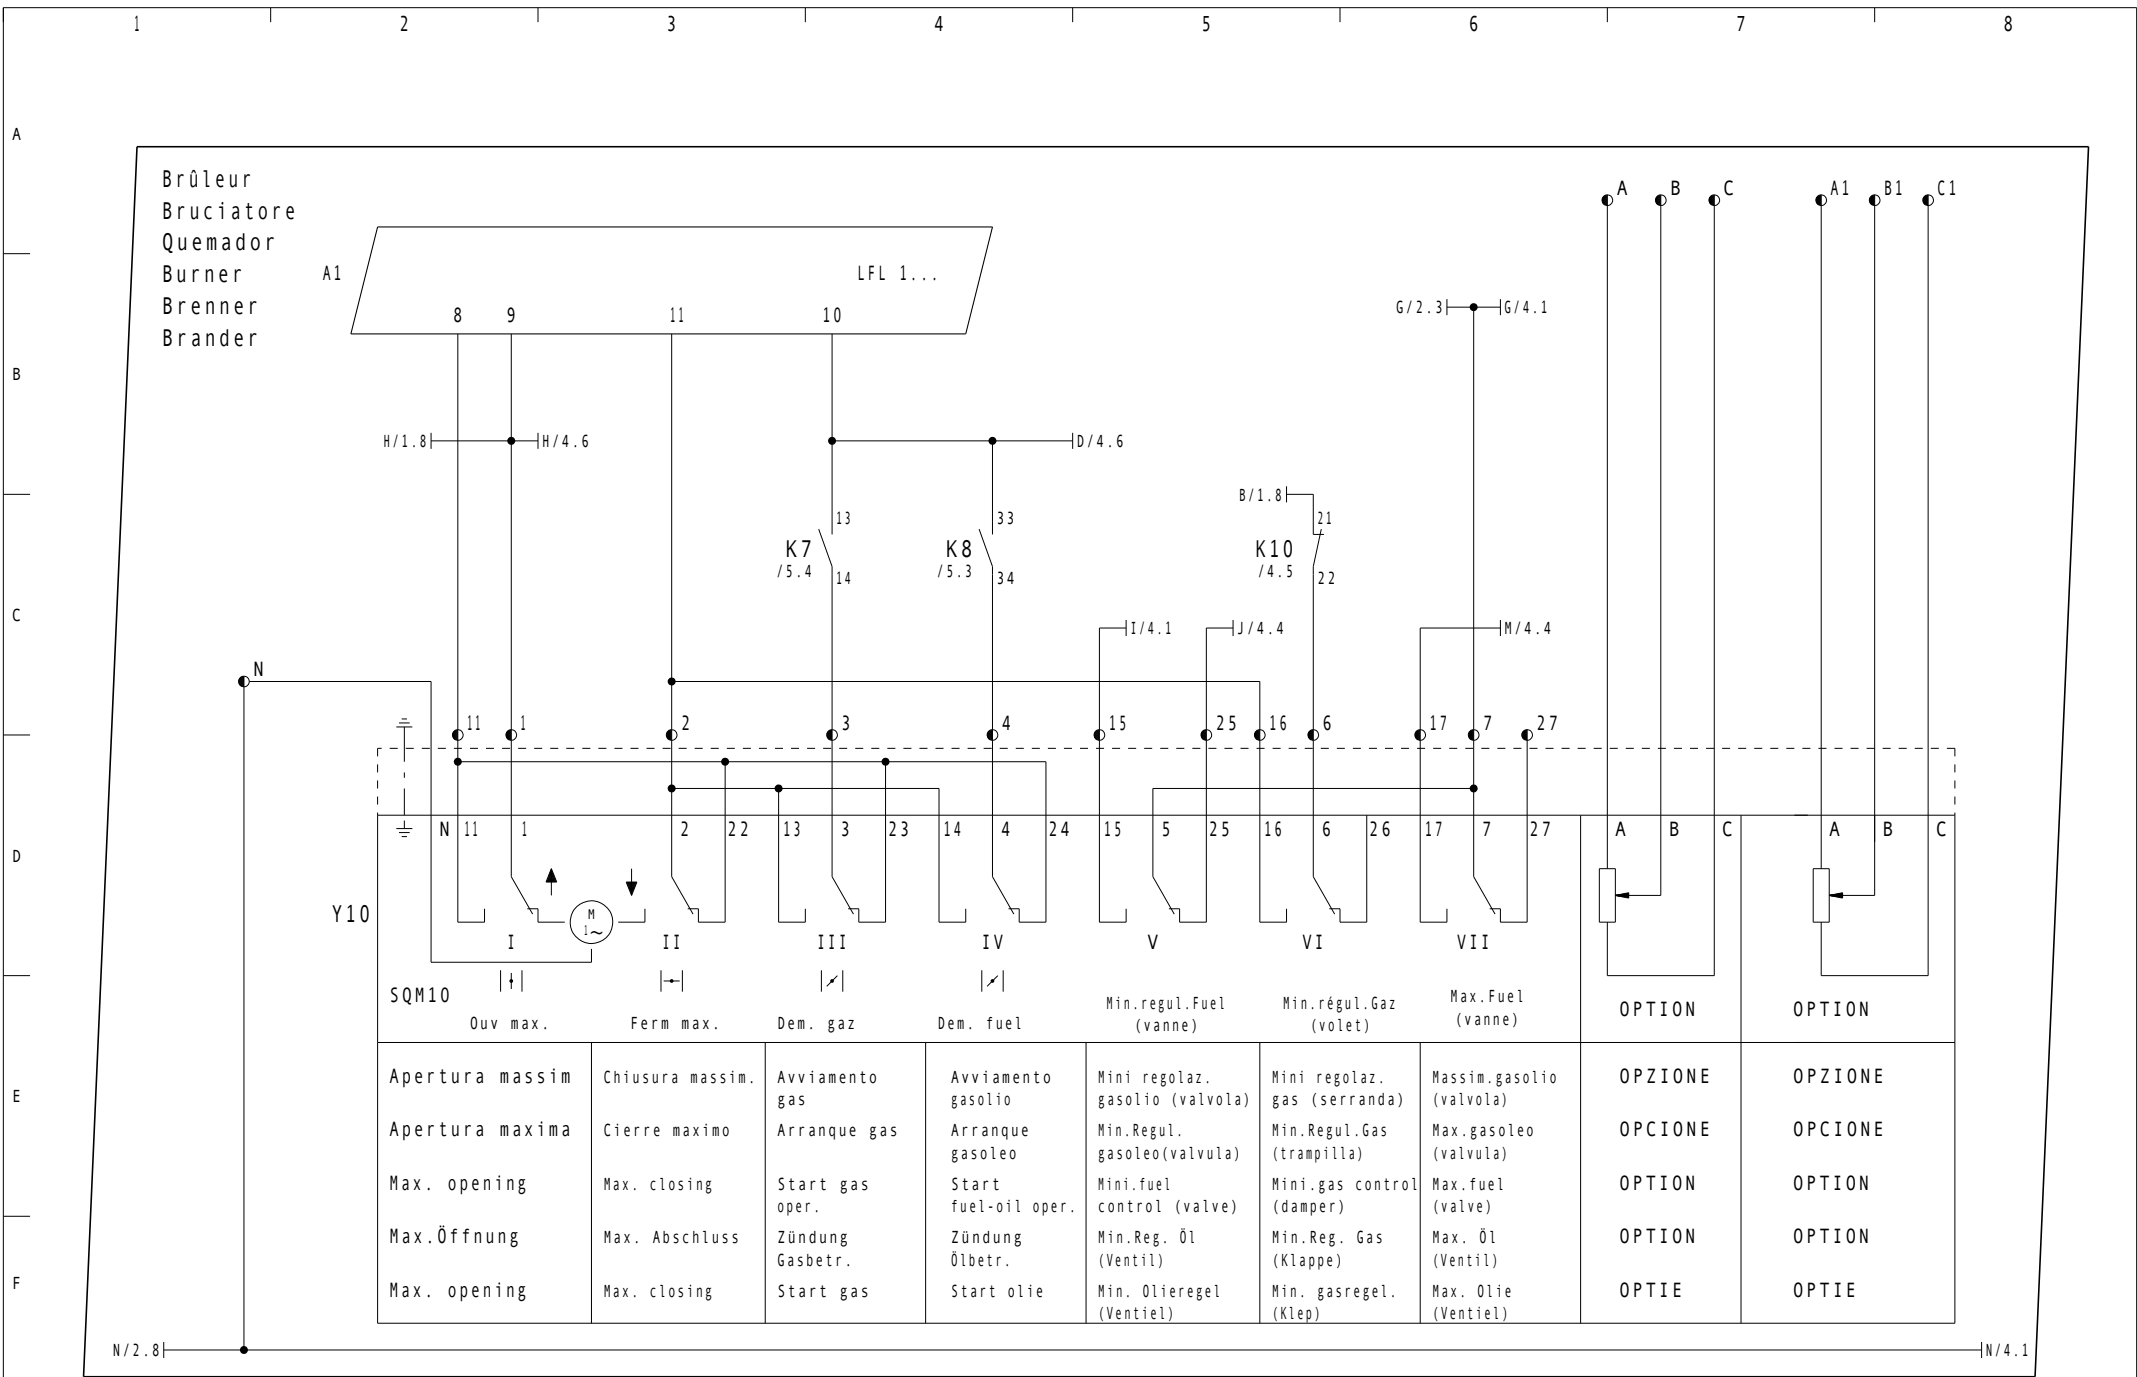 1 2 3 4 5 6 7 8
A
B
C
D
E
F
Brûleur
Bruciatore
Quemador
Burner
Brenner
Brander
A1
LFL 1...
8 9 11 10
A B C A1 B1 C1
G/2.3 G/4.1
H/1.8 H/4.6
D/4.6
B/1.8
13 33 21
K7 K8 K10
/5.4 /5.3 /4.5
14 34 22
I/4.1 J/4.4 M/4.4
N
11 1 2 3 4 15 25 16 6 17 7 27
N 11 1 2 22 13 3 23 14 4 24 15 5 25 16 6 26 17 7 27 A B C A B C
Y10
M
1~
I II III IV V VI VII
SQM10
Ouv max.
Ferm max.
Dem. gaz
Dem. fuel
Min.regul.Fuel
(vanne)
Min.régul.Gaz
(volet)
Max.Fuel
(vanne)
OPTION
OPTION
Apertura massim
Chiusura massim.
Avviamento
gas
Avviamento
gasolio
Mini regolaz.
gasolio (valvola)
Mini regolaz.
gas (serranda)
Massim.gasolio
(valvola)
OPZIONE
OPZIONE
Apertura maxima
Cierre maximo
Arranque gas
Arranque
gasoleo
Min.Regul.
gasoleo(valvula)
Min.Regul.Gas
(trampilla)
Max.gasoleo
(valvula)
OPCIONE
OPCIONE
Max. opening
Max. closing
Start gas
oper.
Start
fuel-oil oper.
Mini.fuel
control (valve)
Mini.gas control
(damper)
Max.fuel
(valve)
OPTION
OPTION
Max.Öffnung
Max. Abschluss
Zündung
Gasbetr.
Zündung
Ölbetr.
Min.Reg. Öl
(Ventil)
Min.Reg. Gas
(Klappe)
Max. Öl
(Ventil)
OPTION
OPTION
Max. opening
Max. closing
Start gas
Start olie
Min. Olieregel
(Ventiel)
Min. gasregel.
(Klep)
Max. Olie
(Ventiel)
OPTIE
OPTIE
N/2.8
N/4.1